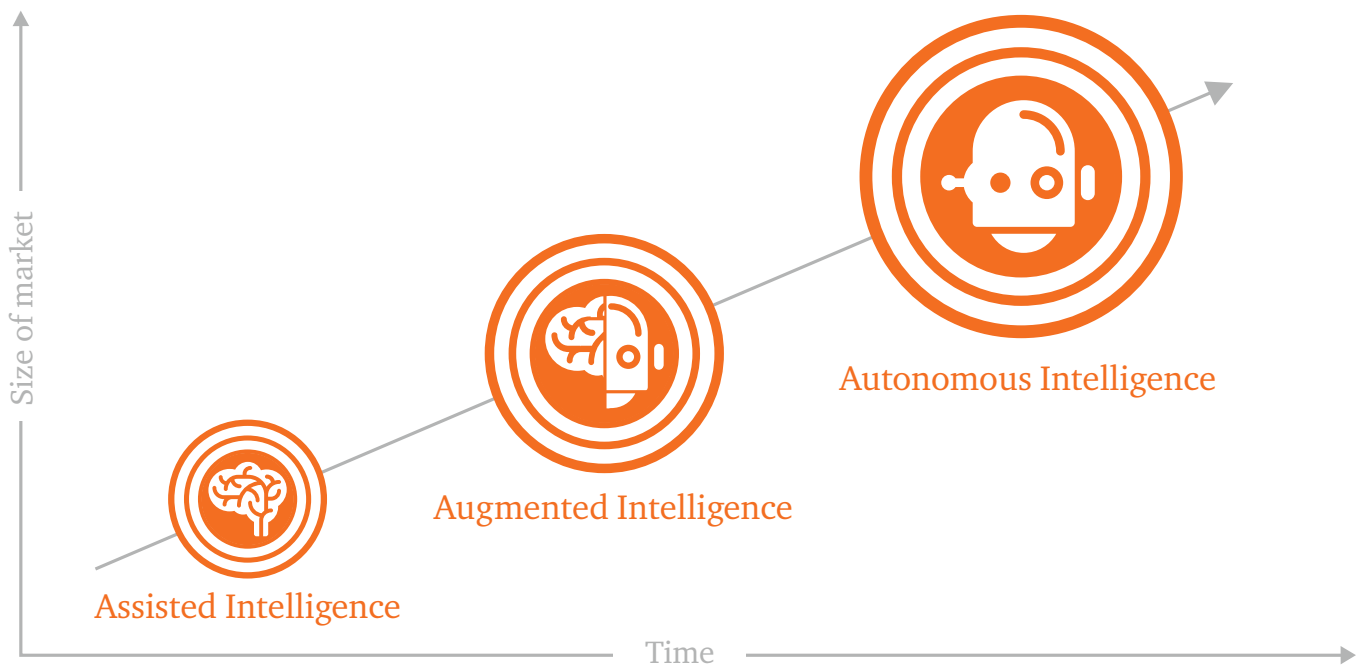 Size of market
Autonomous Intelligence
Augmented Intelligence
Assisted Intelligence
Time